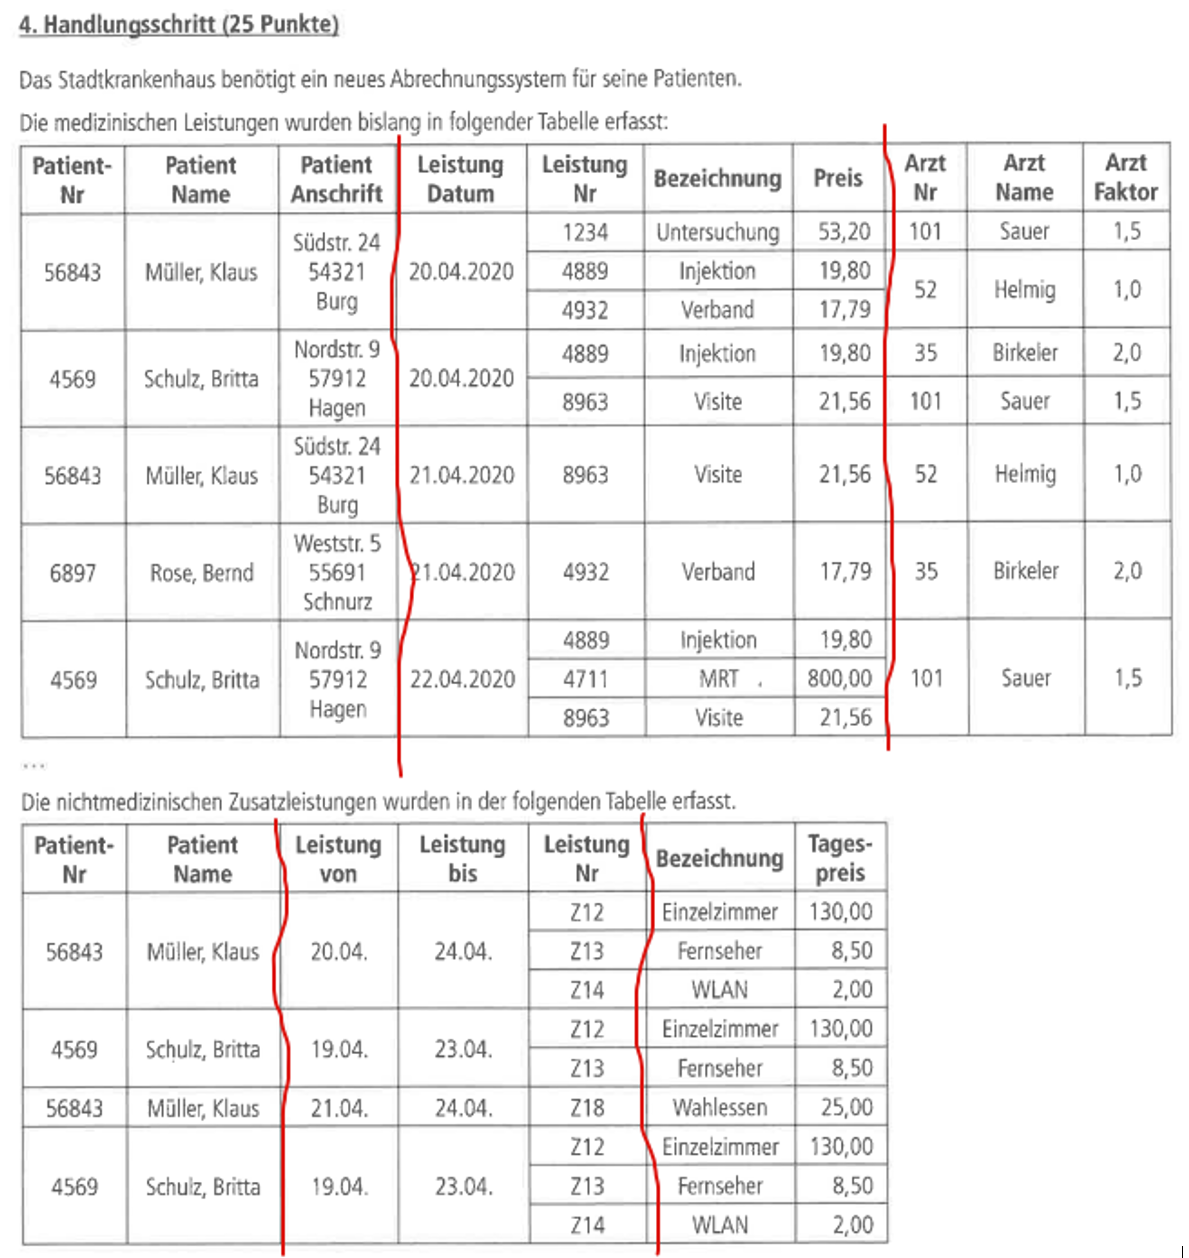 4. Handlungsschritt (25 Punkte)
Das Stadtkrankenhaus benötigt ein neues Abrechnungssystem für seine Patienten.
Die medizinischen Leistungen wurden bislang in folgender Tabelle erfasst:
Patient-Nr Patient Name Patient Anschrift Leistung Datum Leistung Nr Bezeichnung Preis Arzt Nr Arzt Name Arzt Faktor
56843 Müller, Klaus Südstr. 24 54321 Burg 20.04.2020 1234 Untersuchung 53,20 101 Sauer 1,5
4889 Injektion 19,80 52 Helmig 1,0
4932 Verband 17,79
4569 Schulz, Britta Nordstr. 9 57912 Hagen 20.04.2020 4889 Injektion 19,80 35 Birkeler 2,0
8963 Visite 21,56 101 Sauer 1,5
56843 Müller, Klaus Südstr. 24 54321 Burg 21.04.2020 8963 Visite 21,56 52 Helmig 1,0
6897 Rose, Bernd Weststr. 5 55691 Schnurz 21.04.2020 4932 Verband 17,79 35 Birkeler 2,0
4569 Schulz, Britta Nordstr. 9 57912 Hagen 22.04.2020 4889 Injektion 19,80 101 Sauer 1,5
4711 MRT 800,00
8963 Visite 21,56
...
Die nichtmedizinischen Zusatzleistungen wurden in der folgenden Tabelle erfasst.
Patient-Nr Patient Name Leistung von Leistung bis Leistung Nr Bezeichnung Tages-preis
56843 Müller, Klaus 20.04. 24.04. Z12 Einzelzimmer 130,00
Z13 Fernseher 8,50
Z14 WLAN 2,00
4569 Schulz, Britta 19.04. 23.04. Z12 Einzelzimmer 130,00
Z13 Fernseher 8,50
56843 Müller, Klaus 21.04. 24.04. Z18 Wahlessen 25,00
4569 Schulz, Britta 19.04. 23.04. Z12 Einzelzimmer 130,00
Z13 Fernseher 8,50
Z14 WLAN 2,00